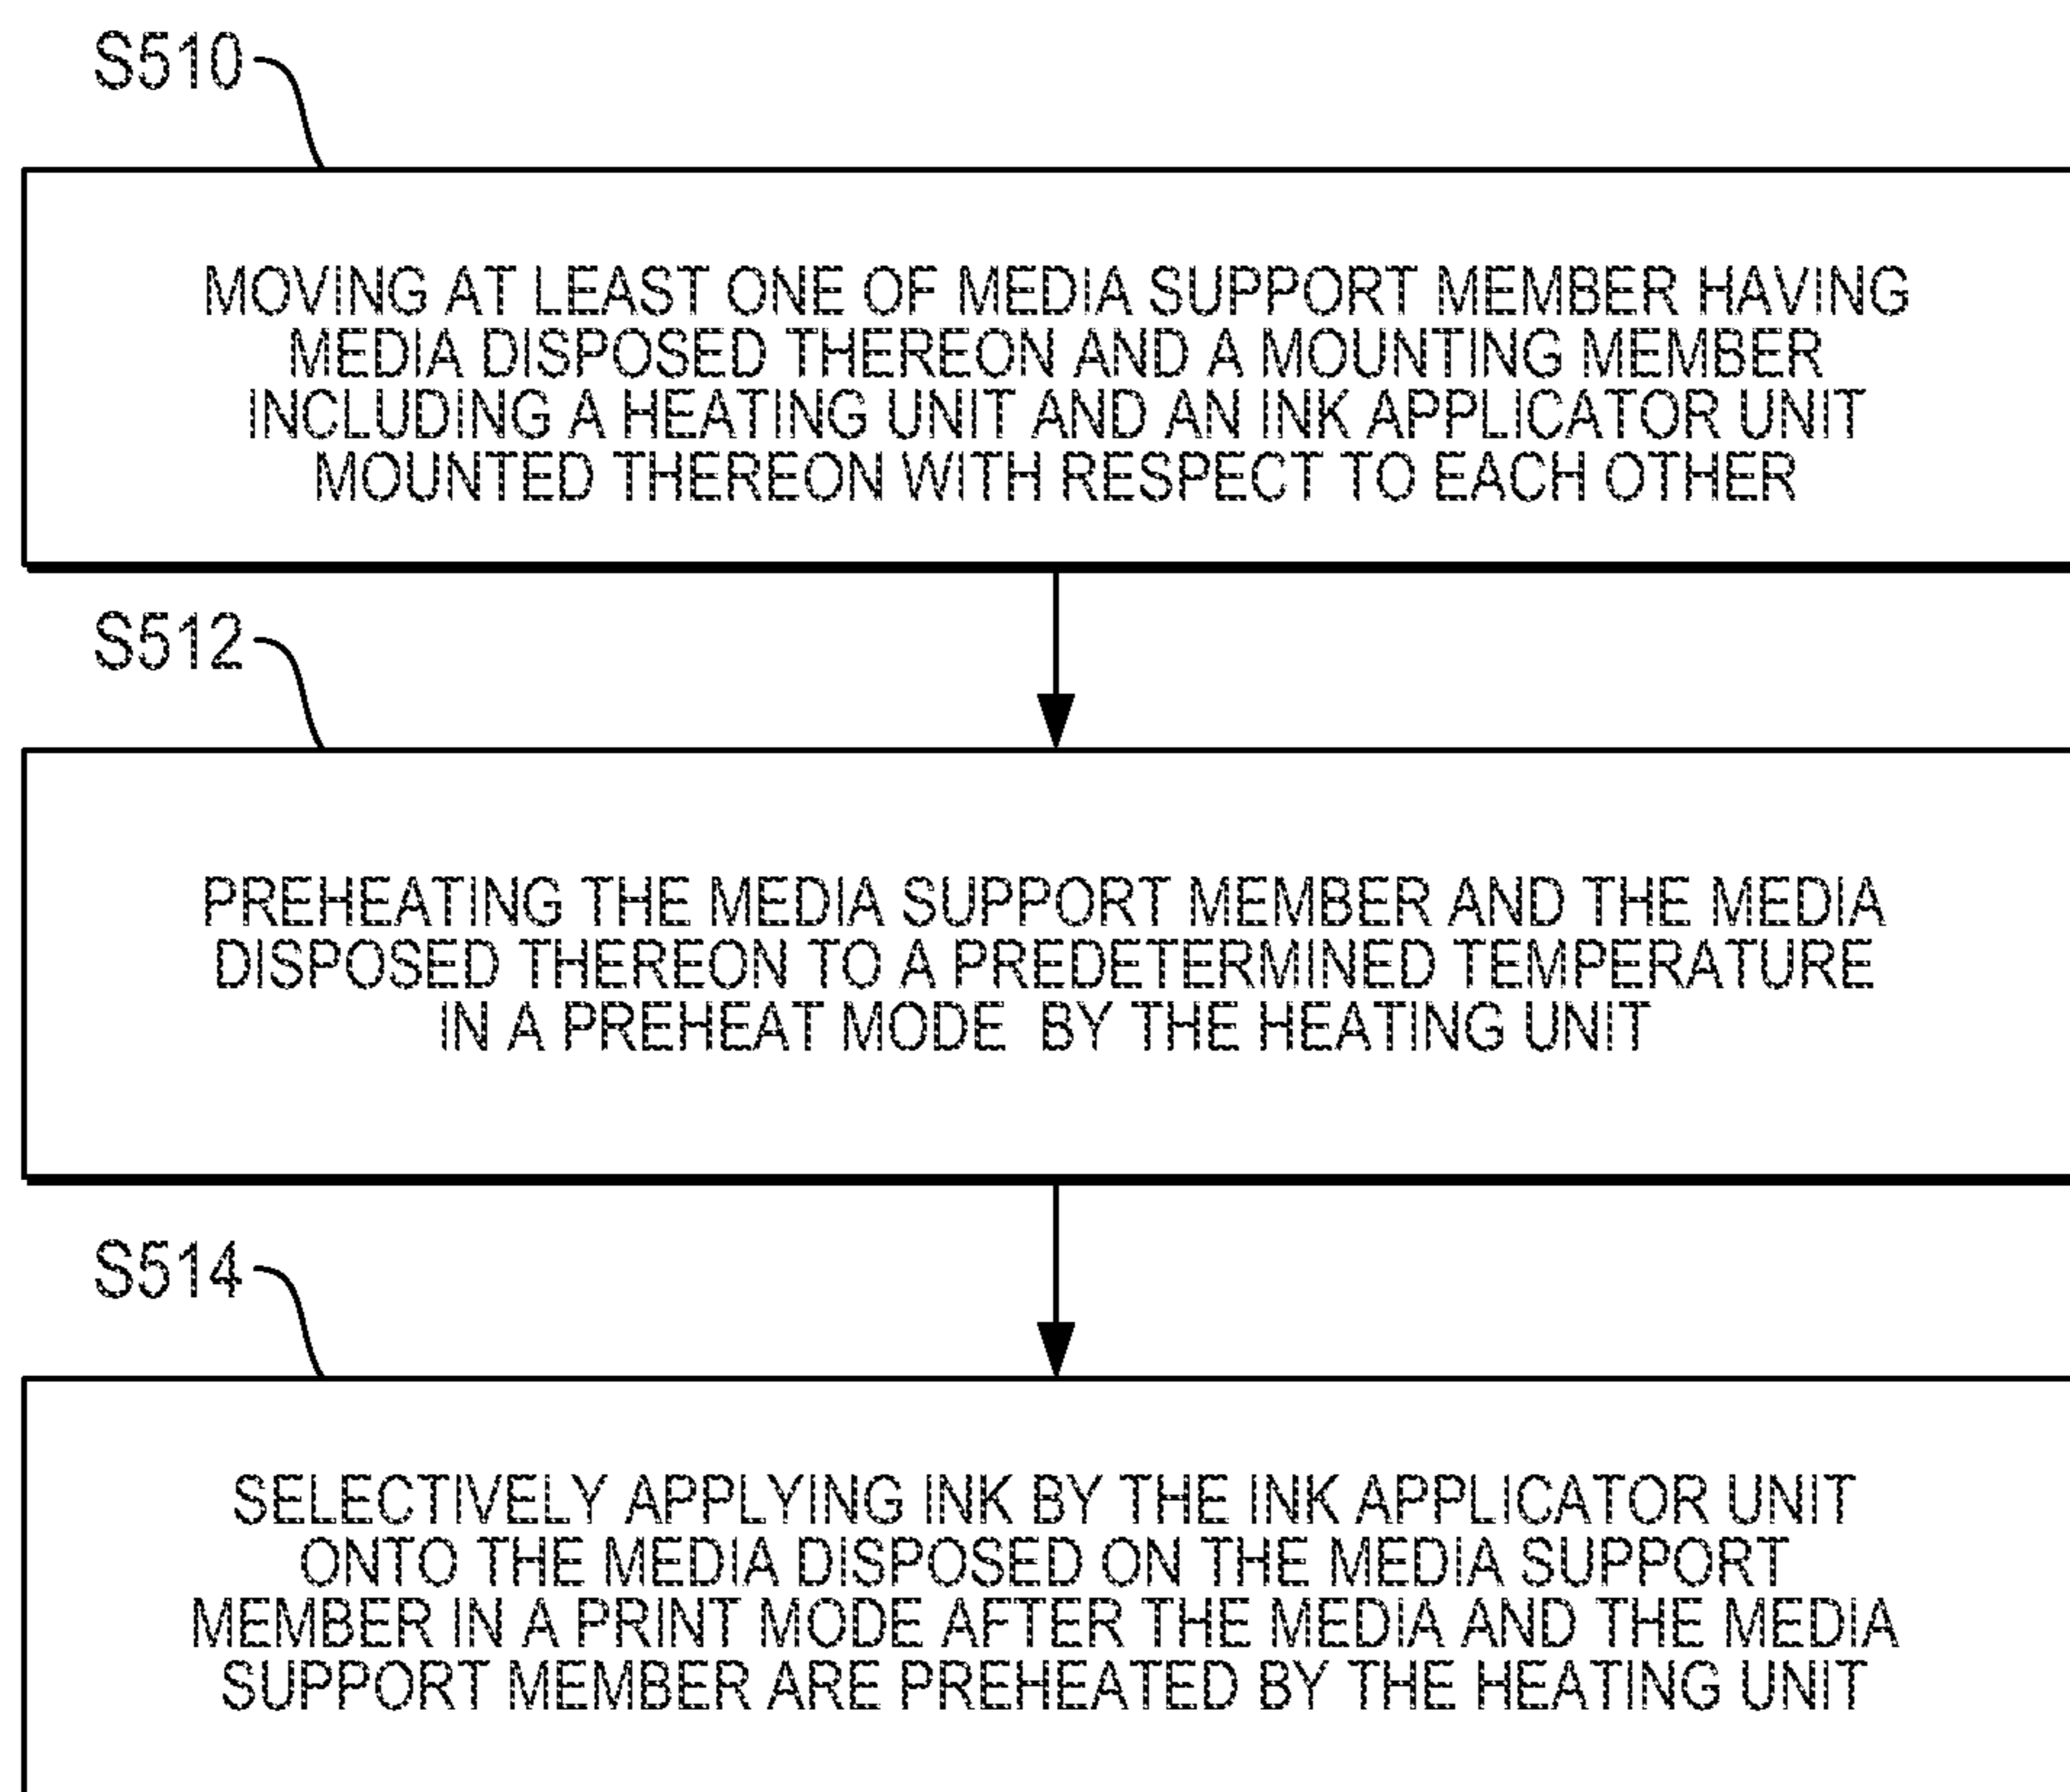 S510
MOVING AT LEAST ONE OF MEDIA SUPPORT MEMBER HAVING
MEDIA DISPOSED THEREON AND A MOUNTING MEMBER
INCLUDING A HEATING UNIT AND AN INK APPLICATOR UNIT
MOUNTED THEREON WITH RESPECT TO EACH OTHER
S512
PREHEATING THE MEDIA SUPPORT MEMBER AND THE MEDIA
DISPOSED THEREON TO A PREDETERMINED TEMPERATURE
IN A PREHEAT MODE BY THE HEATING UNIT
S514
SELECTIVELY APPLYING INK BY THE INK APPLICATOR UNIT
ONTO THE MEDIA DISPOSED ON THE MEDIA SUPPORT
MEMBER IN A PRINT MODE AFTER THE MEDIA AND THE MEDIA
SUPPORT MEMBER ARE PREHEATED BY THE HEATING UNIT